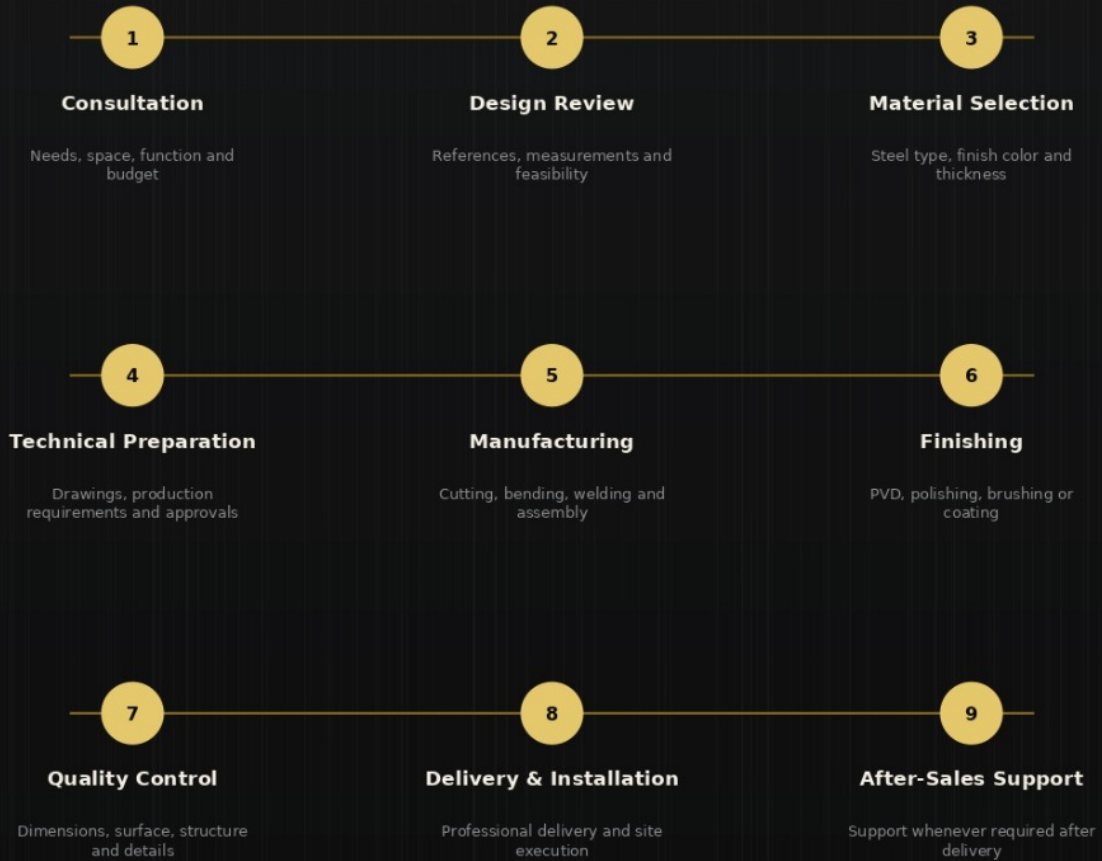 1
2
3
Consultation
Design Review
Material Selection
Needs, space, function and
budget
References, measurements and
feasibility
Steel type, finish color and
thickness
4
5
6
Technical Preparation
Manufacturing
Finishing
Drawings, production
requirements and approvals
Cutting, bending, welding and
assembly
PVD, polishing, brushing or
coating
7
8
9
Quality Control
Delivery & Installation
After-Sales Support
Dimensions, surface, structure
and details
Professional delivery and site
execution
Support whenever required after
delivery